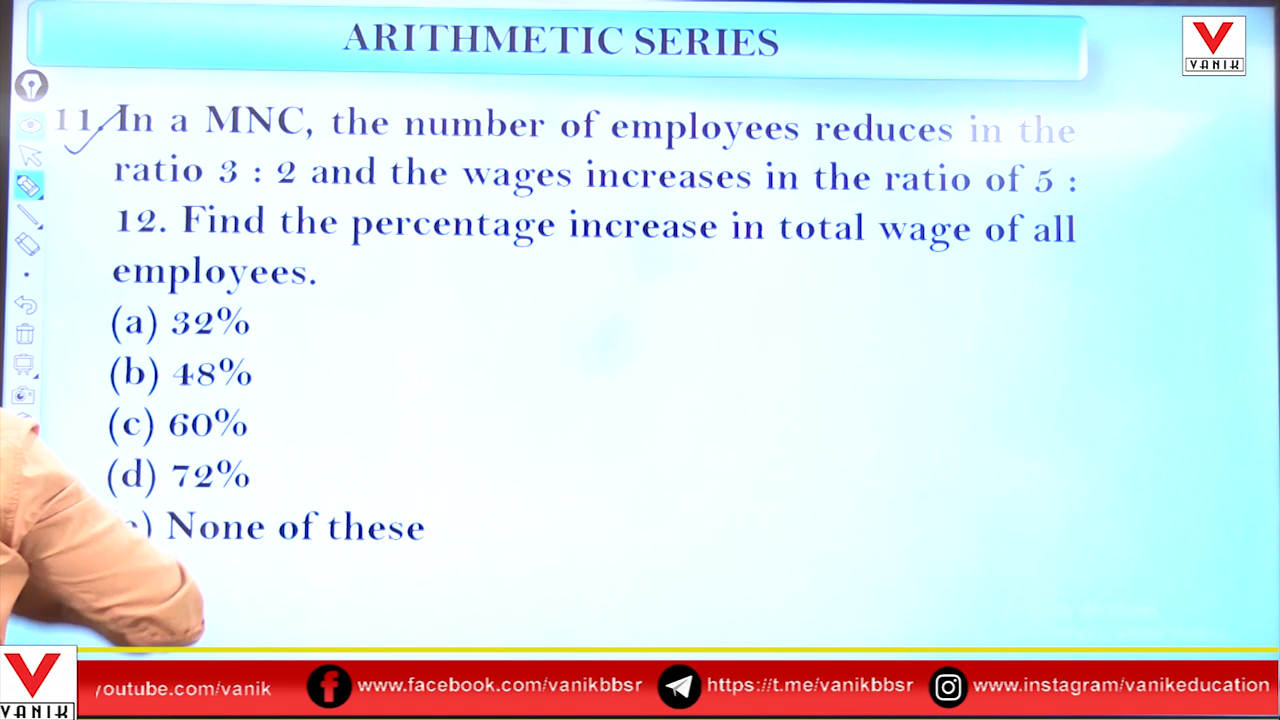 ARITHMETIC SERIES
VANIK
11. In a MNC, the number of employees reduces in the
ratio 3 : 2 and the wages increases in the ratio of 5 :
12. Find the percentage increase in total wage of all
employees.
(a) 32%
(b) 48%
(c) 60%
(d) 72%
) None of these
VANIK
youtube.com/vanik
www.facebook.com/vanikbbsr
https://t.me/vanikbbsr
www.instagram/vanikeducation